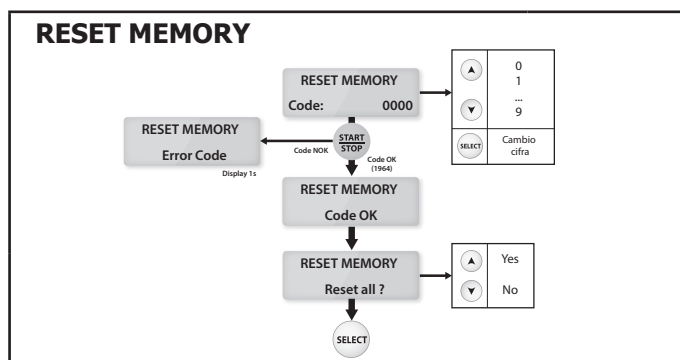 RESET MEMORY
RESET MEMORY
Code: 0000
0
1
...
9
SELECT
Cambio
cifra
START
STOP
RESET MEMORY
Error Code
Display 1s
Code NOK
Code OK
(1964)
RESET MEMORY
Code OK
RESET MEMORY
Reset all ?
Yes
No
SELECT